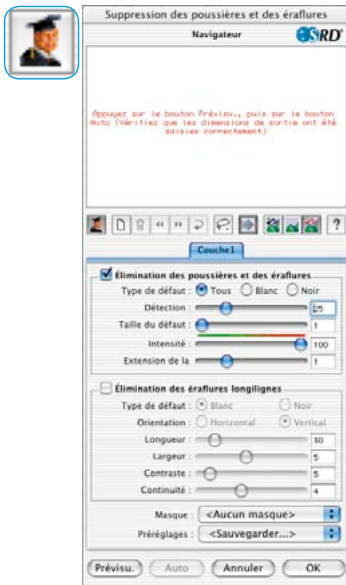 Suppression des poussières et des éraflures
Navigateur
SRD
Appuyez sur le bouton Prévisu., puis sur le bouton
Auto (Vérifiez que les dimensions de sortie ont été
saisies correctement)
?
Couche1
Élimination des poussières et des éraflures
Type de défaut : Tous Blanc Noir
Détection : 25
Taille du défaut : 1
Intensité : 100
Extension de la 1
Élimination des éraflures longilignes
Type de défaut : Blanc Noir
Orientation : Horizontal Vertical
Longueur : 30
Largeur : 5
Contraste : 5
Continuité : 4
Masque : <Aucun masque>
Préréglages : <Sauvegarder...>
Prévisu. Auto Annuler OK